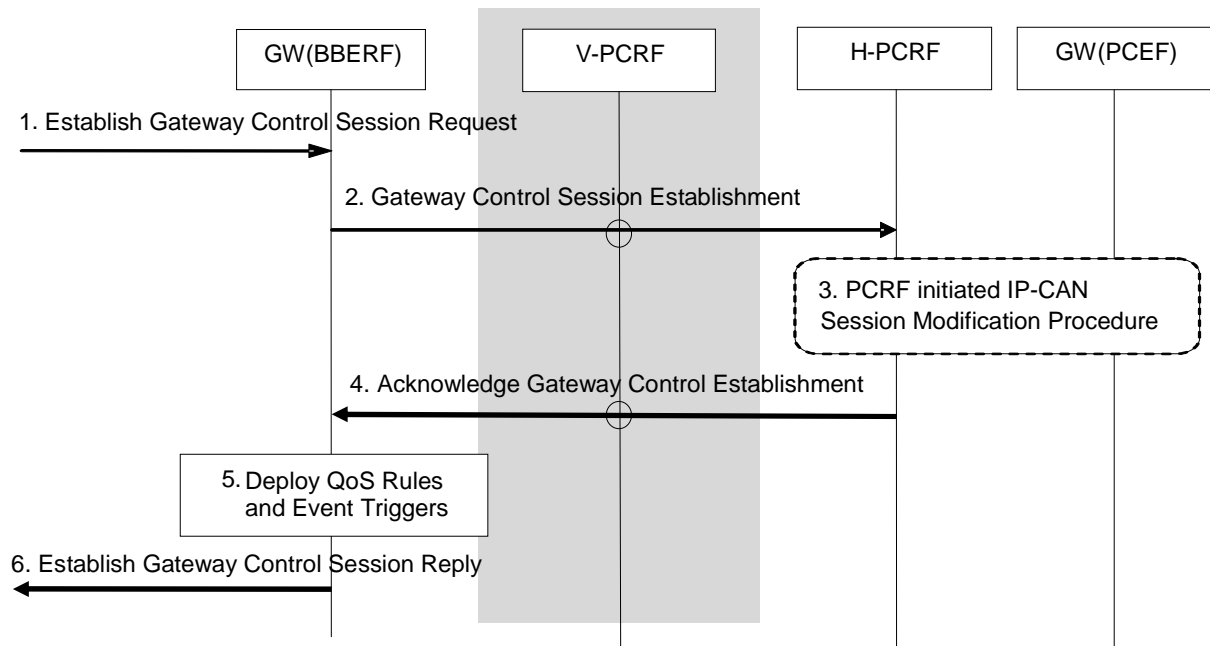 GW(BBERF)
V-PCRF
H-PCRF
GW(PCEF)
1. Establish Gateway Control Session Request
2. Gateway Control Session Establishment
3. PCRF initiated IP-CAN
Session Modification Procedure
4. Acknowledge Gateway Control Establishment
5. Deploy QoS Rules
and Event Triggers
6. Establish Gateway Control Session Reply